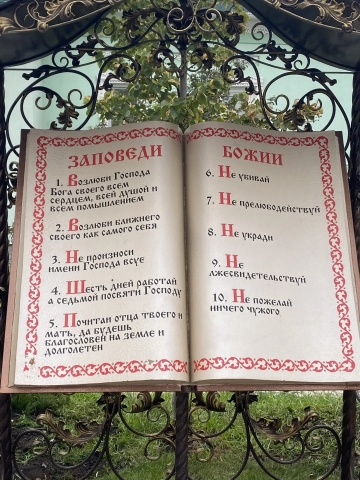 ЗАПОВЕДИ
1. Возлюби Господа
Бога своего всем
сердцем, всей душой и
всем помышлением
2. Возлюби ближнего
своего как самого себя
3. Не произноси
имени Господа всуе
4. Шесть дней работай
а седьмой посвяти Господу
5. Почитай отца твоего и
мать, да будешь
благословен на земле и
долголетен
БОЖИИ
6. Не убивай
7. Не прелюбодействуй
8. Не укради
9. Не
лжесвидетельствуй
10. Не пожелай
ничего чужого